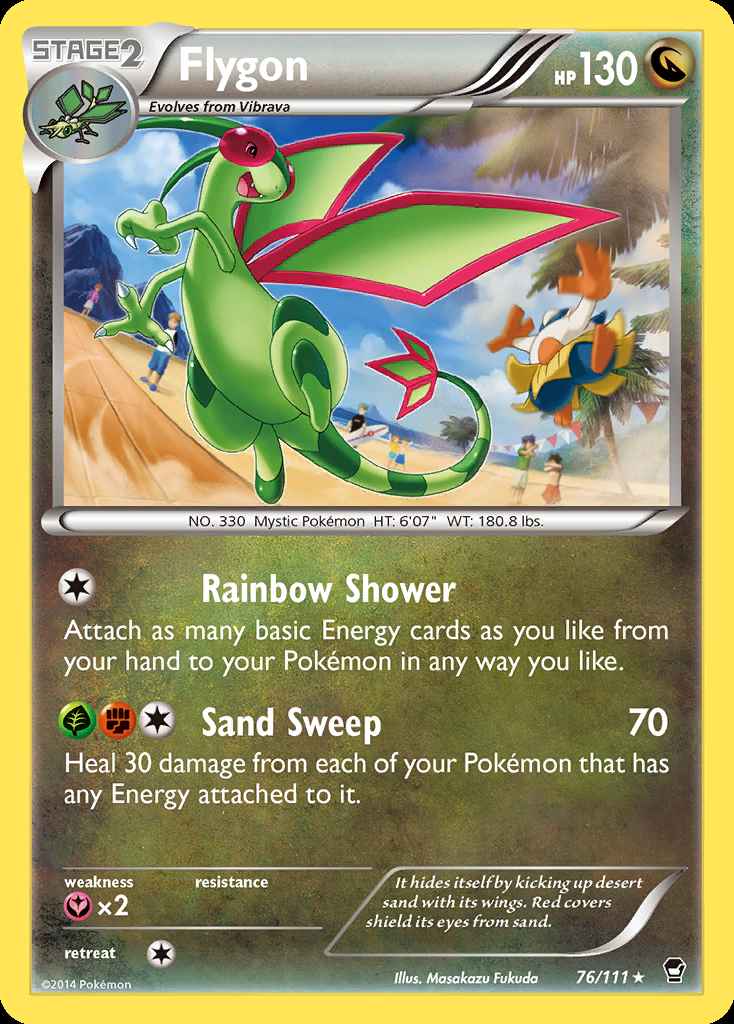 STAGE2
Flygon
HP130
Evolves from Vibrava
NO. 330 Mystic Pokémon HT: 6'07" WT: 180.8 lbs.
Rainbow Shower
Attach as many basic Energy cards as you like from
your hand to your Pokémon in any way you like.
Sand Sweep 70
Heal 30 damage from each of your Pokémon that has
any Energy attached to it.
weakness resistance
×2
It hides itself by kicking up desert
sand with its wings. Red covers
shield its eyes from sand.
retreat
©2014 Pokémon
Illus. Masakazu Fukuda 76/111 ★